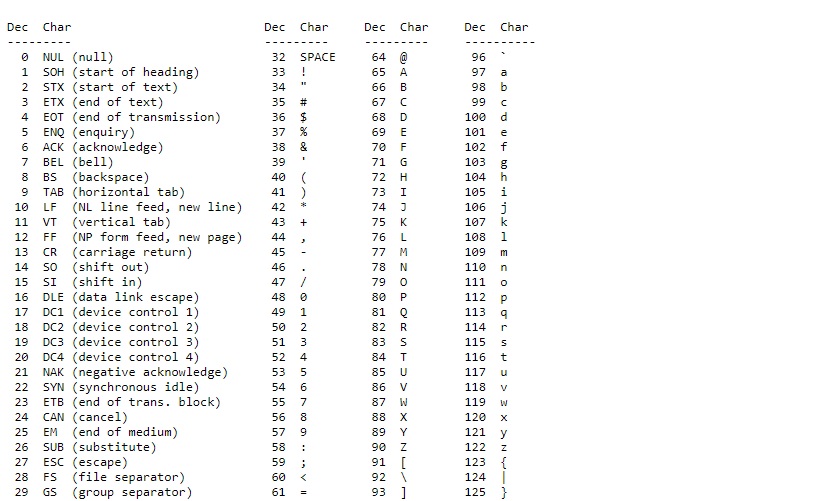 Dec  Char                           Dec  Char     Dec  Char     Dec  Char
---------                           ---------     ---------     ----------
  0  NUL (null)                      32  SPACE     64  @         96  `
  1  SOH (start of heading)          33  !         65  A         97  a
  2  STX (start of text)             34  "         66  B         98  b
  3  ETX (end of text)               35  #         67  C         99  c
  4  EOT (end of transmission)       36  $         68  D        100  d
  5  ENQ (enquiry)                   37  %         69  E        101  e
  6  ACK (acknowledge)               38  &         70  F        102  f
  7  BEL (bell)                      39  '         71  G        103  g
  8  BS  (backspace)                 40  (         72  H        104  h
  9  TAB (horizontal tab)            41  )         73  I        105  i
 10  LF  (NL line feed, new line)    42  *         74  J        106  j
 11  VT  (vertical tab)              43  +         75  K        107  k
 12  FF  (NP form feed, new page)    44  ,         76  L        108  l
 13  CR  (carriage return)           45  -         77  M        109  m
 14  SO  (shift out)                 46  .         78  N        110  n
 15  SI  (shift in)                  47  /         79  O        111  o
 16  DLE (data link escape)          48  0         80  P        112  p
 17  DC1 (device control 1)          49  1         81  Q        113  q
 18  DC2 (device control 2)          50  2         82  R        114  r
 19  DC3 (device control 3)          51  3         83  S        115  s
 20  DC4 (device control 4)          52  4         84  T        116  t
 21  NAK (negative acknowledge)      53  5         85  U        117  u
 22  SYN (synchronous idle)          54  6         86  V        118  v
 23  ETB (end of trans. block)       55  7         87  W        119  w
 24  CAN (cancel)                    56  8         88  X        120  x
 25  EM  (end of medium)             57  9         89  Y        121  y
 26  SUB (substitute)                58  :         90  Z        122  z
 27  ESC (escape)                    59  ;         91  [        123  {
 28  FS  (file separator)            60  <         92  \        124  |
 29  GS  (group separator)           61  =         93  ]        125  }